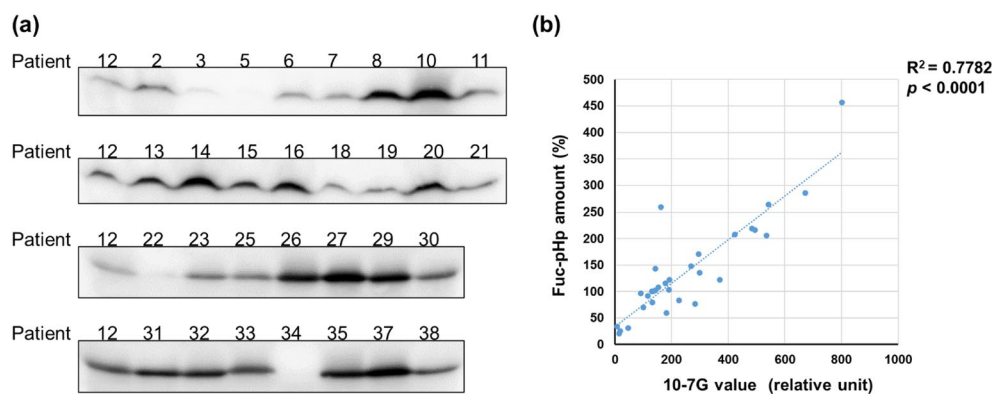 (a)
Patient 12 2 3 5 6 7 8 10 11
Patient 12 13 14 15 16 18 19 20 21
Patient 12 22 23 25 26 27 29 30
Patient 12 31 32 33 34 35 37 38
(b)
R² = 0.7782
p < 0.0001
Fuc-pHp amount (%)
500
450
400
350
300
250
200
150
100
50
0
0 200 400 600 800 1000
10-7G value (relative unit)